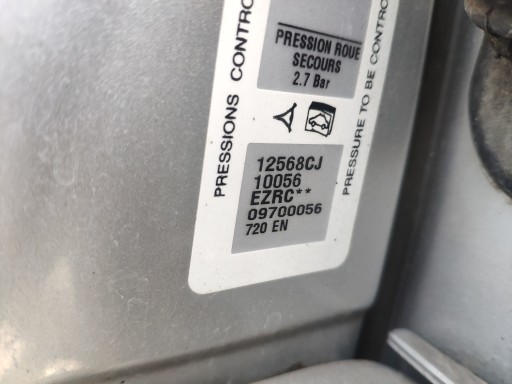 PRESSION ROUE
SECOURS
2.7 Bar
PRESSIONS CONTRO
PRESSURE TO BE CONTRO
12568CJ
10056
EZRC**
09700056
720 EN